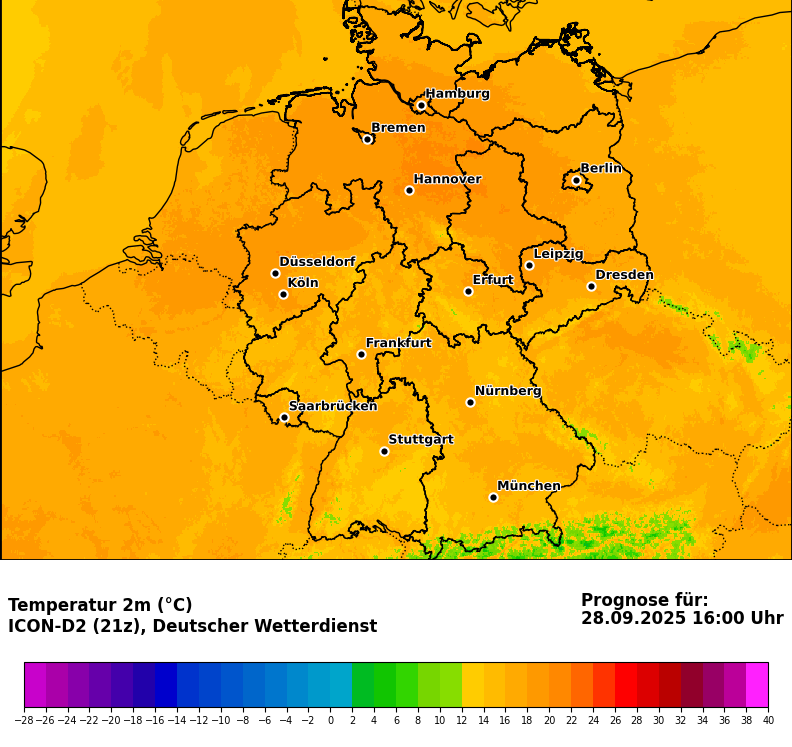 Hamburg
Bremen
Berlin
Hannover
Leipzig
Düsseldorf
Dresden
Köln
Erfurt
Frankfurt
Nürnberg
Saarbrücken
Stuttgart
München
Temperatur 2m (°C)
ICON-D2 (21z), Deutscher Wetterdienst
Prognose für:
28.09.2025 16:00 Uhr
−28 −26 −24 −22 −20 −18 −16 −14 −12 −10 −8 −6 −4 −2 0 2 4 6 8 10 12 14 16 18 20 22 24 26 28 30 32 34 36 38 40